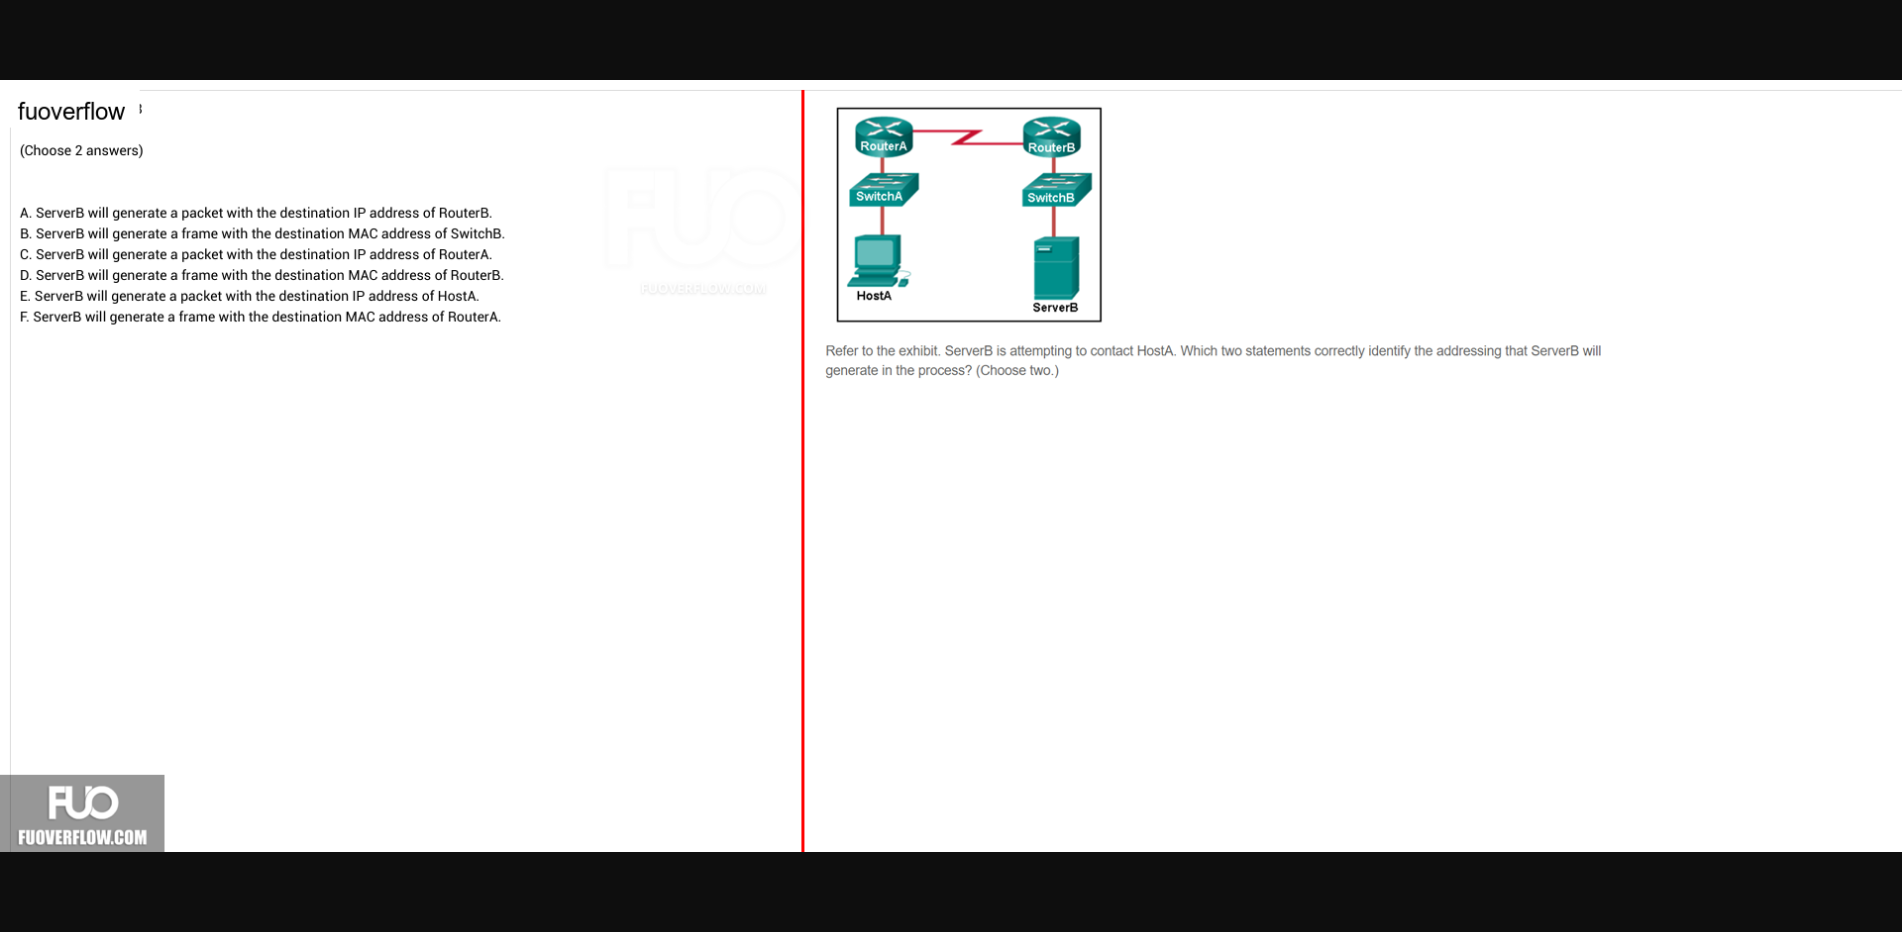 fuoverflow
(Choose 2 answers)
A. ServerB will generate a packet with the destination IP address of RouterB.
B. ServerB will generate a frame with the destination MAC address of SwitchB.
C. ServerB will generate a packet with the destination IP address of RouterA.
D. ServerB will generate a frame with the destination MAC address of RouterB.
E. ServerB will generate a packet with the destination IP address of HostA.
F. ServerB will generate a frame with the destination MAC address of RouterA.
FUO
FUOVERFLOW.COM
RouterA
RouterB
SwitchA
SwitchB
HostA
ServerB
Refer to the exhibit. ServerB is attempting to contact HostA. Which two statements correctly identify the addressing that ServerB will
generate in the process? (Choose two.)
FUO
FUOVERFLOW.COM